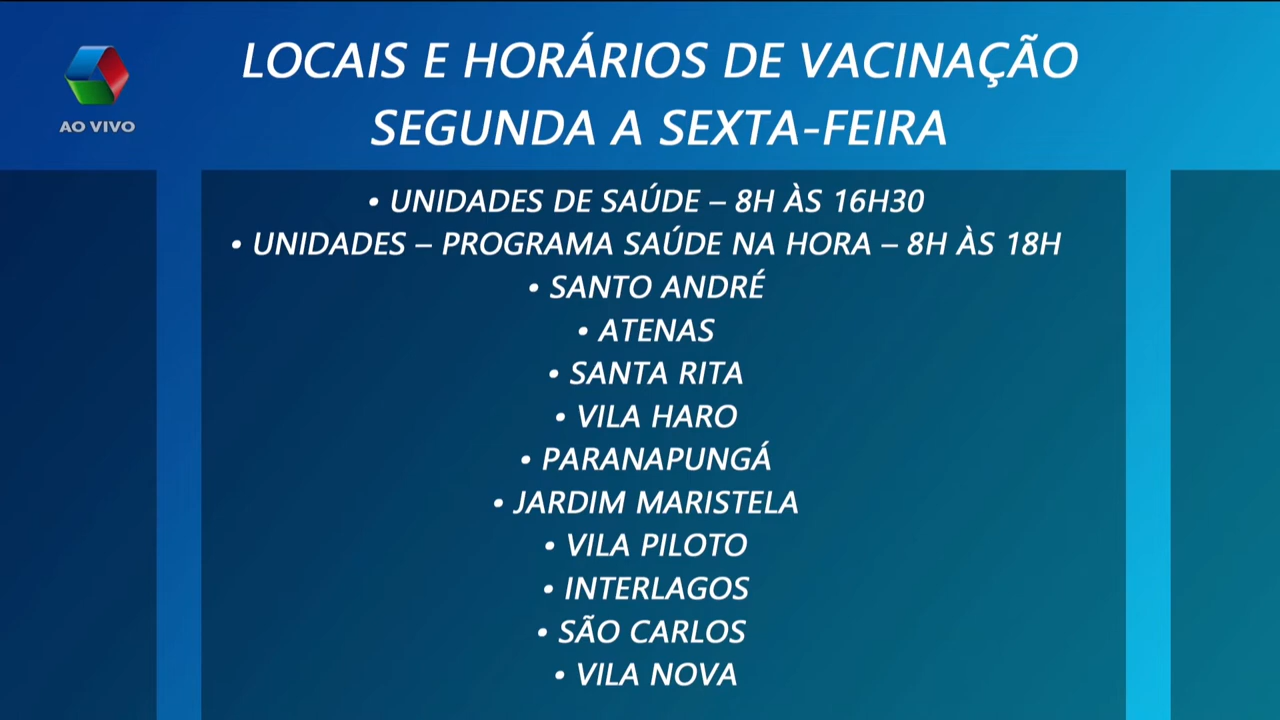 LOCAIS E HORÁRIOS DE VACINAÇÃO
SEGUNDA A SEXTA-FEIRA
AO VIVO
• UNIDADES DE SAÚDE – 8H ÀS 16H30
• UNIDADES – PROGRAMA SAÚDE NA HORA – 8H ÀS 18H
• SANTO ANDRÉ
• ATENAS
• SANTA RITA
• VILA HARO
• PARANAPUNGÁ
• JARDIM MARISTELA
• VILA PILOTO
• INTERLAGOS
• SÃO CARLOS
• VILA NOVA